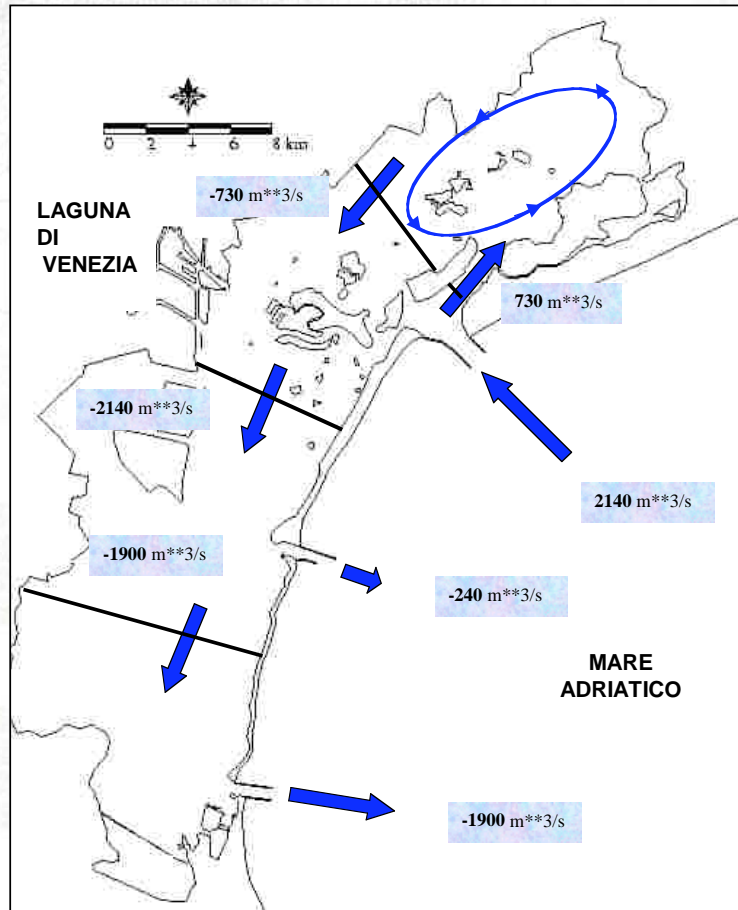 0 2 4 6 8 km
-730 m**3/s
LAGUNA
DI
VENEZIA
730 m**3/s
-2140 m**3/s
2140 m**3/s
-1900 m**3/s
-240 m**3/s
MARE
ADRIATICO
-1900 m**3/s